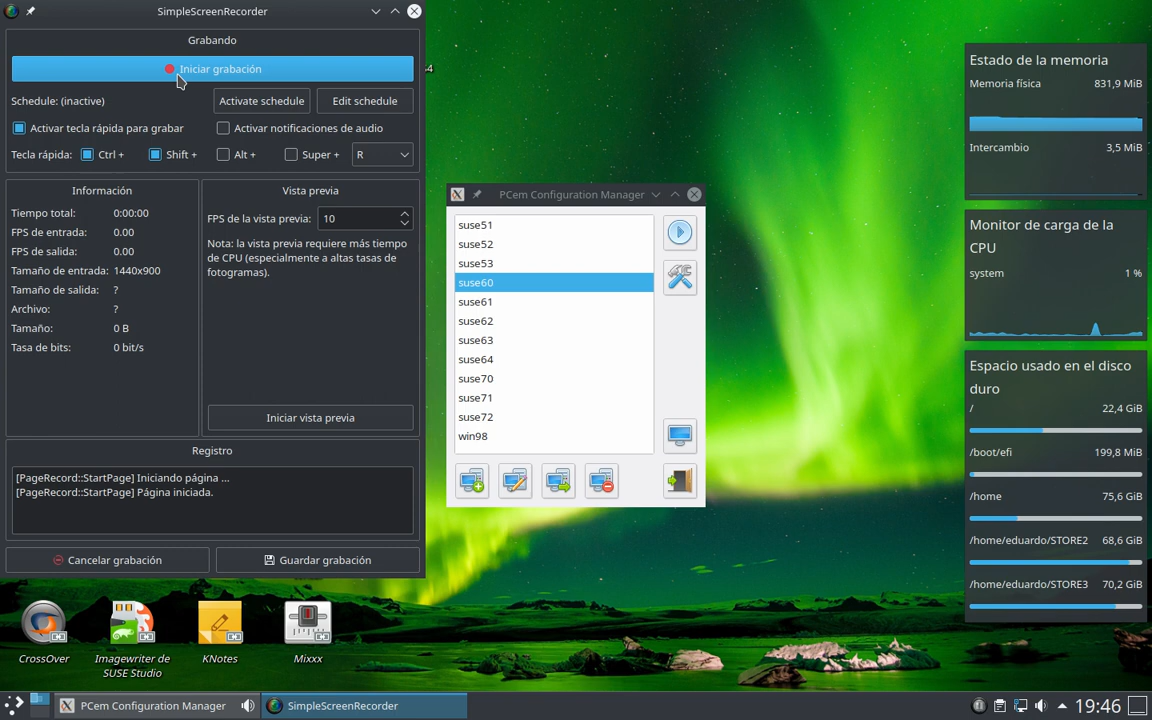 SimpleScreenRecorder
Grabando
Iniciar grabación
Schedule: (inactive)
Activate schedule
Edit schedule
Activar tecla rápida para grabar
Activar notificaciones de audio
Tecla rápida:
Ctrl +
Shift +
Alt +
Super +
R
Información
Tiempo total: 0:00:00
FPS de entrada: 0.00
FPS de salida: 0.00
Tamaño de entrada: 1440x900
Tamaño de salida: ?
Archivo: ?
Tamaño: 0 B
Tasa de bits: 0 bit/s
Vista previa
FPS de la vista previa: 10
Nota: la vista previa requiere más tiempo
de CPU (especialmente a altas tasas de
fotogramas).
Iniciar vista previa
Registro
[PageRecord::StartPage] Iniciando página ...
[PageRecord::StartPage] Página iniciada.
Cancelar grabación
Guardar grabación
PCem Configuration Manager
suse51
suse52
suse53
suse60
suse61
suse62
suse63
suse64
suse70
suse71
suse72
win98
Estado de la memoria
Memoria física 831,9 MiB
Intercambio 3,5 MiB
Monitor de carga de la
CPU
system 1 %
Espacio usado en el disco
duro
/ 22,4 GiB
/boot/efi 199,8 MiB
/home 75,6 GiB
/home/eduardo/STORE2 68,6 GiB
/home/eduardo/STORE3 70,2 GiB
CrossOver
Imagewriter de
SUSE Studio
KNotes
Mixxx
PCem Configuration Manager
SimpleScreenRecorder
19:46